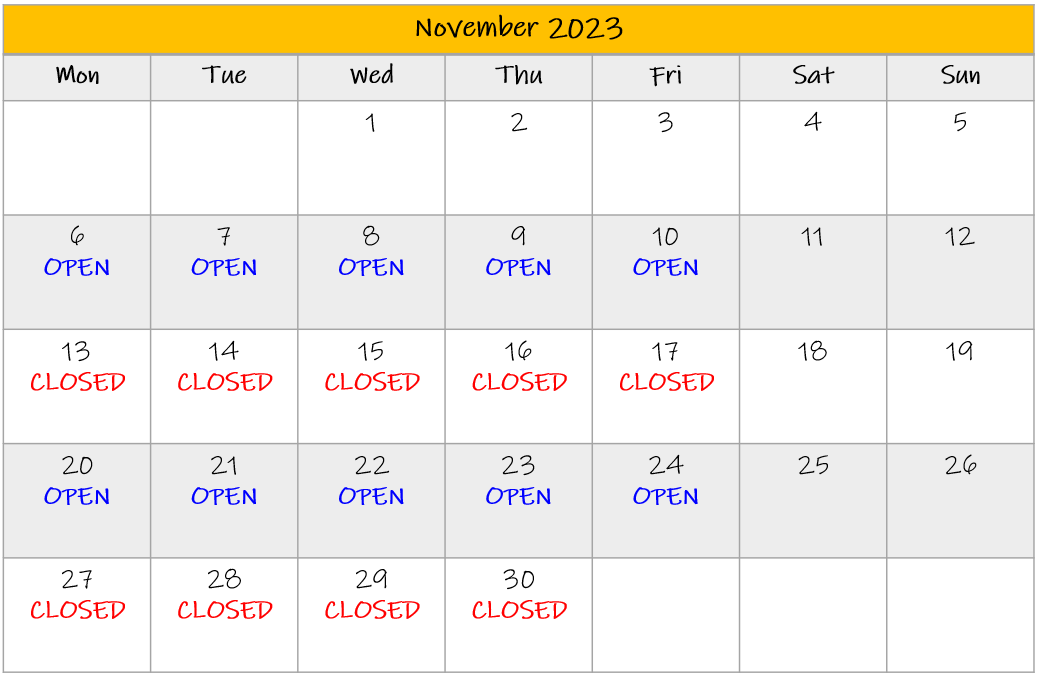 November 2023
Mon Tue Wed Thu Fri Sat Sun
1 2 3 4 5
6 7 8 9 10 11 12
OPEN OPEN OPEN OPEN OPEN
13 14 15 16 17 18 19
CLOSED CLOSED CLOSED CLOSED CLOSED
20 21 22 23 24 25 26
OPEN OPEN OPEN OPEN OPEN
27 28 29 30
CLOSED CLOSED CLOSED CLOSED